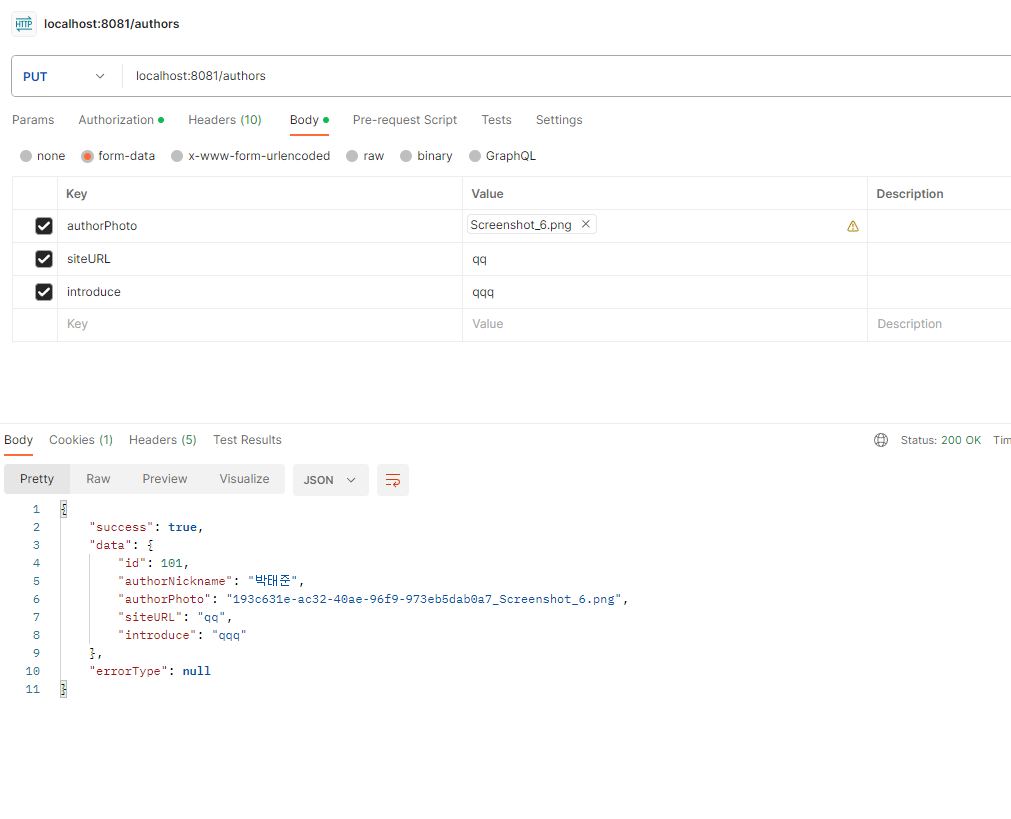 HTTP localhost:8081/authors
PUT localhost:8081/authors
Params Authorization Headers (10) Body Pre-request Script Tests Settings
none form-data x-www-form-urlencoded raw binary GraphQL
Key Value Description
authorPhoto Screenshot_6.png
siteURL qq
introduce qqq
Key Value Description
Body Cookies (1) Headers (5) Test Results Status: 200 OK Tim
Pretty Raw Preview Visualize JSON
1 {
2 "success": true,
3 "data": {
4 "id": 101,
5 "authorNickname": "박태준",
6 "authorPhoto": "193c631e-ac32-40ae-96f9-973eb5dab0a7_Screenshot_6.png",
7 "siteURL": "qq",
8 "introduce": "qqq"
9 },
10 "errorType": null
11 }